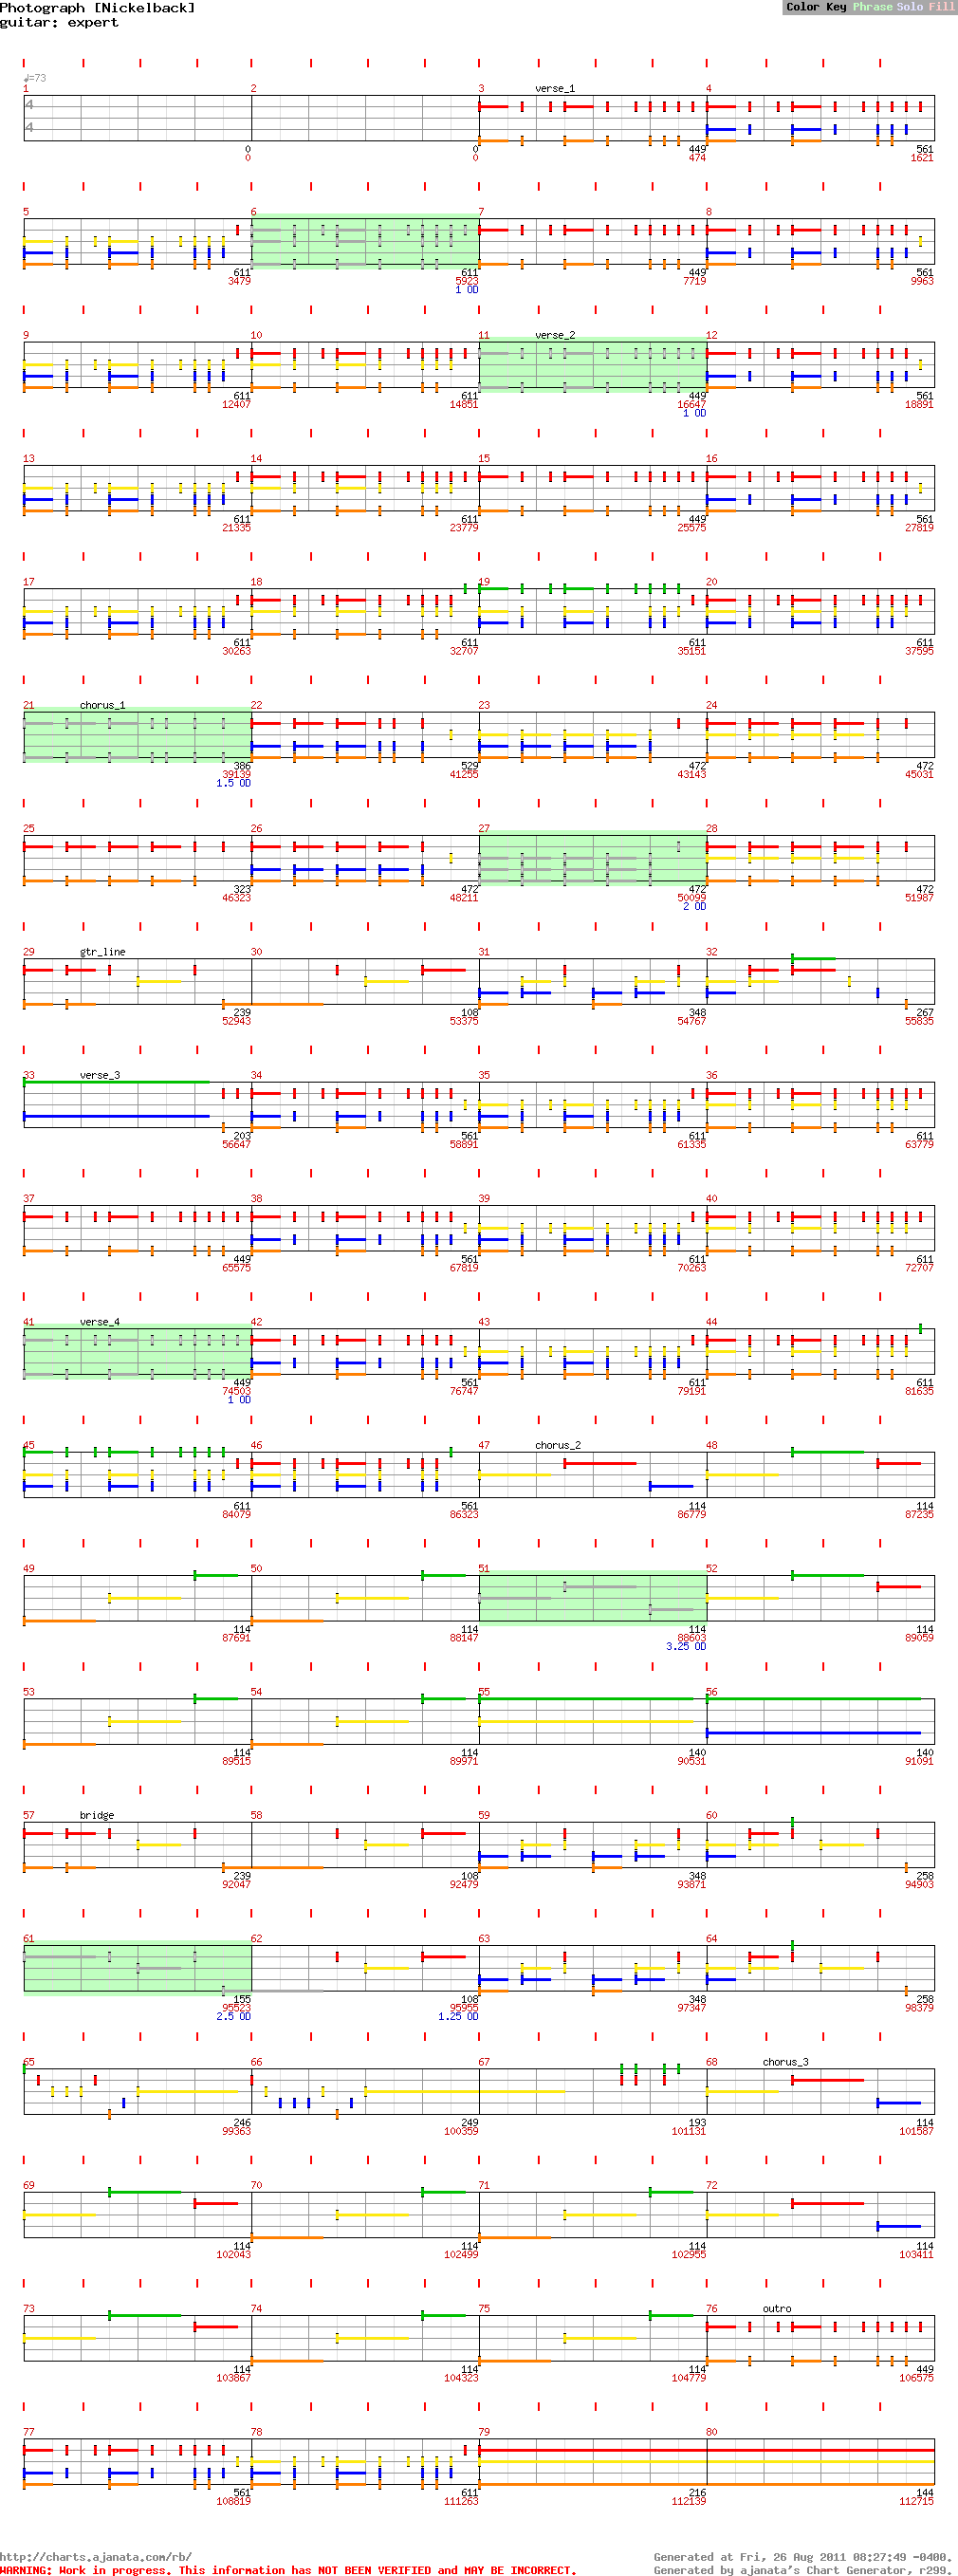 Photograph [Nickelback]
Color Key Phrase Solo Fill
guitar: expert
♩=73
1 2 3 verse_1 4
4
4
0 0 449 561
0 0 474 1621
5 6 7 8
611 611 449 561
3479 5923 7719 9963
1 OD
9 10 11 verse_2 12
611 611 449 561
12407 14851 16647 18891
1 OD
13 14 15 16
611 611 449 561
21335 23779 25575 27819
17 18 19 20
611 611 611 611
30263 32707 35151 37595
21 chorus_1 22 23 24
386 529 472 472
39139 41255 43143 45031
1.5 OD
25 26 27 28
323 472 472 472
46323 48211 50099 51987
2 OD
29 gtr_line 30 31 32
239 108 348 267
52943 53375 54767 55835
33 verse_3 34 35 36
203 561 611 611
56647 58891 61335 63779
37 38 39 40
449 561 611 611
65575 67819 70263 72707
41 verse_4 42 43 44
449 561 611 611
74503 76747 79191 81635
1 OD
45 46 47 chorus_2 48
611 561 114 114
84079 86323 86779 87235
49 50 51 52
114 114 114 114
87691 88147 88603 89059
3.25 OD
53 54 55 56
114 114 140 140
89515 89971 90531 91091
57 bridge 58 59 60
239 108 348 258
92047 92479 93871 94903
61 62 63 64
155 108 348 258
95523 95955 97347 98379
2.5 OD 1.25 OD
65 66 67 68 chorus_3
246 249 193 114
99363 100359 101131 101587
69 70 71 72
114 114 114 114
102043 102499 102955 103411
73 74 75 76 outro
114 114 114 449
103867 104323 104779 106575
77 78 79 80
561 611 216 144
108819 111263 112139 112715
http://charts.ajanata.com/rb/
Generated at Fri, 26 Aug 2011 08:27:49 -0400.
WARNING: Work in progress. This information has NOT BEEN VERIFIED and MAY BE INCORRECT.
Generated by ajanata's Chart Generator, r299.